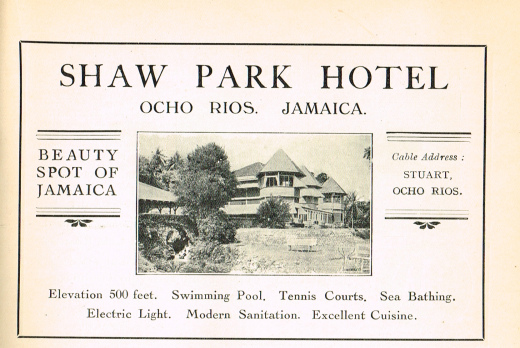 SHAW PARK HOTEL
OCHO RIOS. JAMAICA.
BEAUTY
SPOT OF
JAMAICA
Cable Address :
STUART,
OCHO RIOS.
Elevation 500 feet. Swimming Pool. Tennis Courts. Sea Bathing.
Electric Light. Modern Sanitation. Excellent Cuisine.